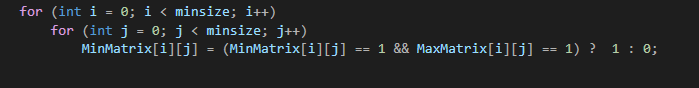 for (int i = 0; i < minsize; i++)
for (int j = 0; j < minsize; j++)
MinMatrix[i][j] = (MinMatrix[i][j] == 1 && MaxMatrix[i][j] == 1) ?  1 : 0;